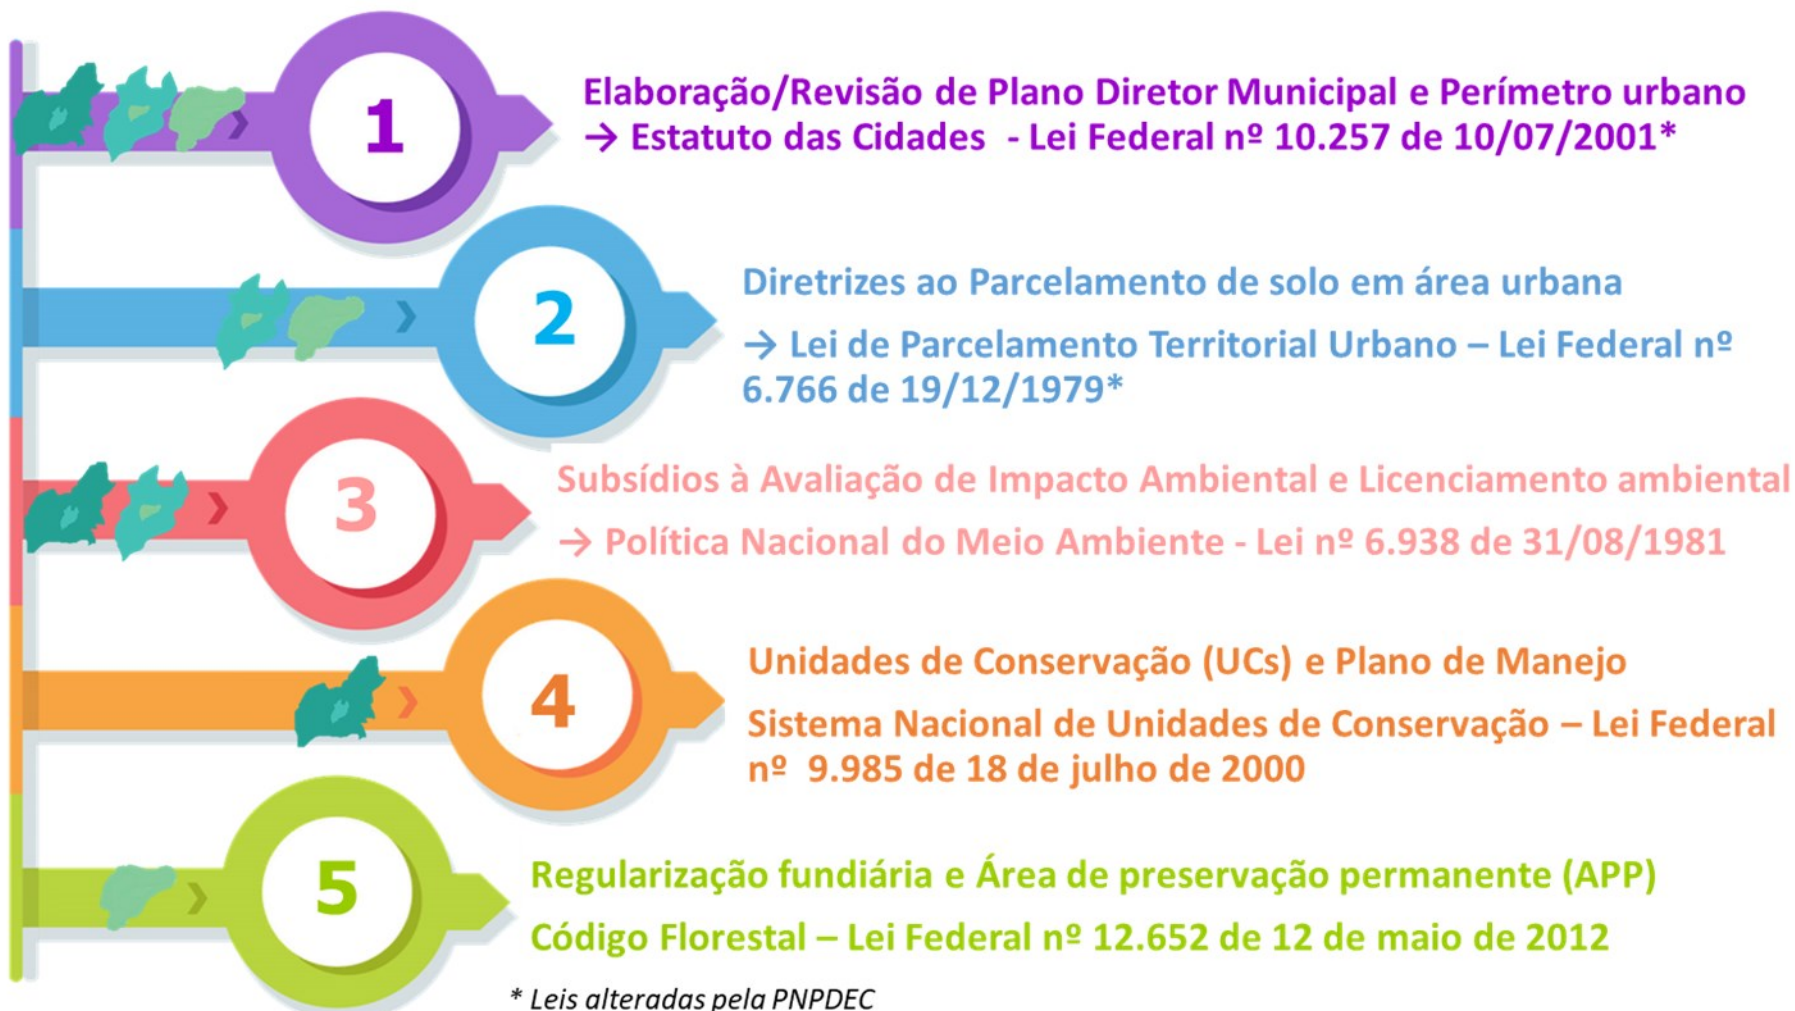 1
Elaboração/Revisão de Plano Diretor Municipal e Perímetro urbano
→ Estatuto das Cidades - Lei Federal nº 10.257 de 10/07/2001*
2
Diretrizes ao Parcelamento de solo em área urbana
→ Lei de Parcelamento Territorial Urbano – Lei Federal nº
6.766 de 19/12/1979*
3
Subsídios à Avaliação de Impacto Ambiental e Licenciamento ambiental
→ Política Nacional do Meio Ambiente - Lei nº 6.938 de 31/08/1981
4
Unidades de Conservação (UCs) e Plano de Manejo
Sistema Nacional de Unidades de Conservação – Lei Federal
nº 9.985 de 18 de julho de 2000
5
Regularização fundiária e Área de preservação permanente (APP)
Código Florestal – Lei Federal nº 12.652 de 12 de maio de 2012
* Leis alteradas pela PNPDEC